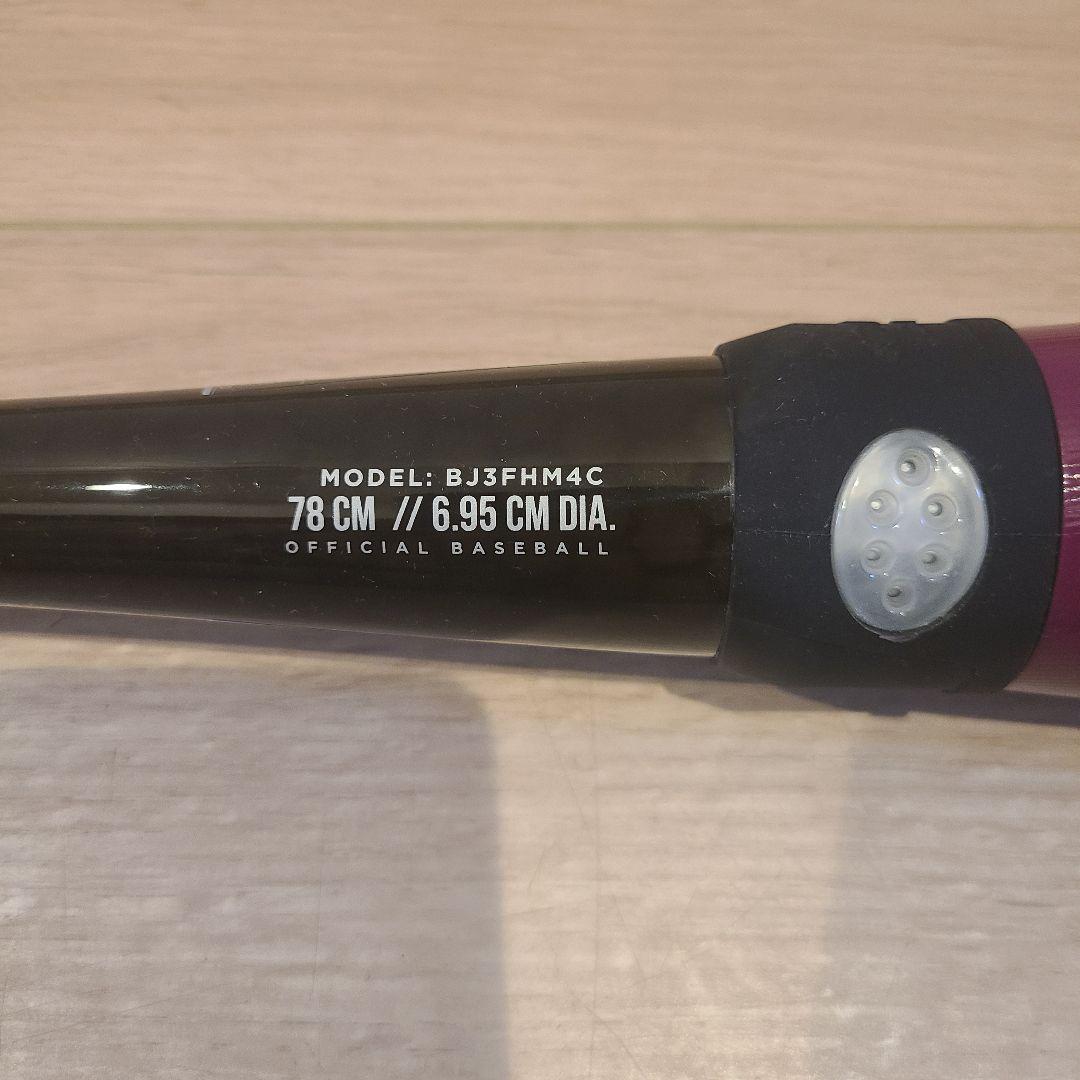 MODEL: BJ3FHM4C
78 CM // 6.95 CM DIA.
OFFICIAL BASEBALL